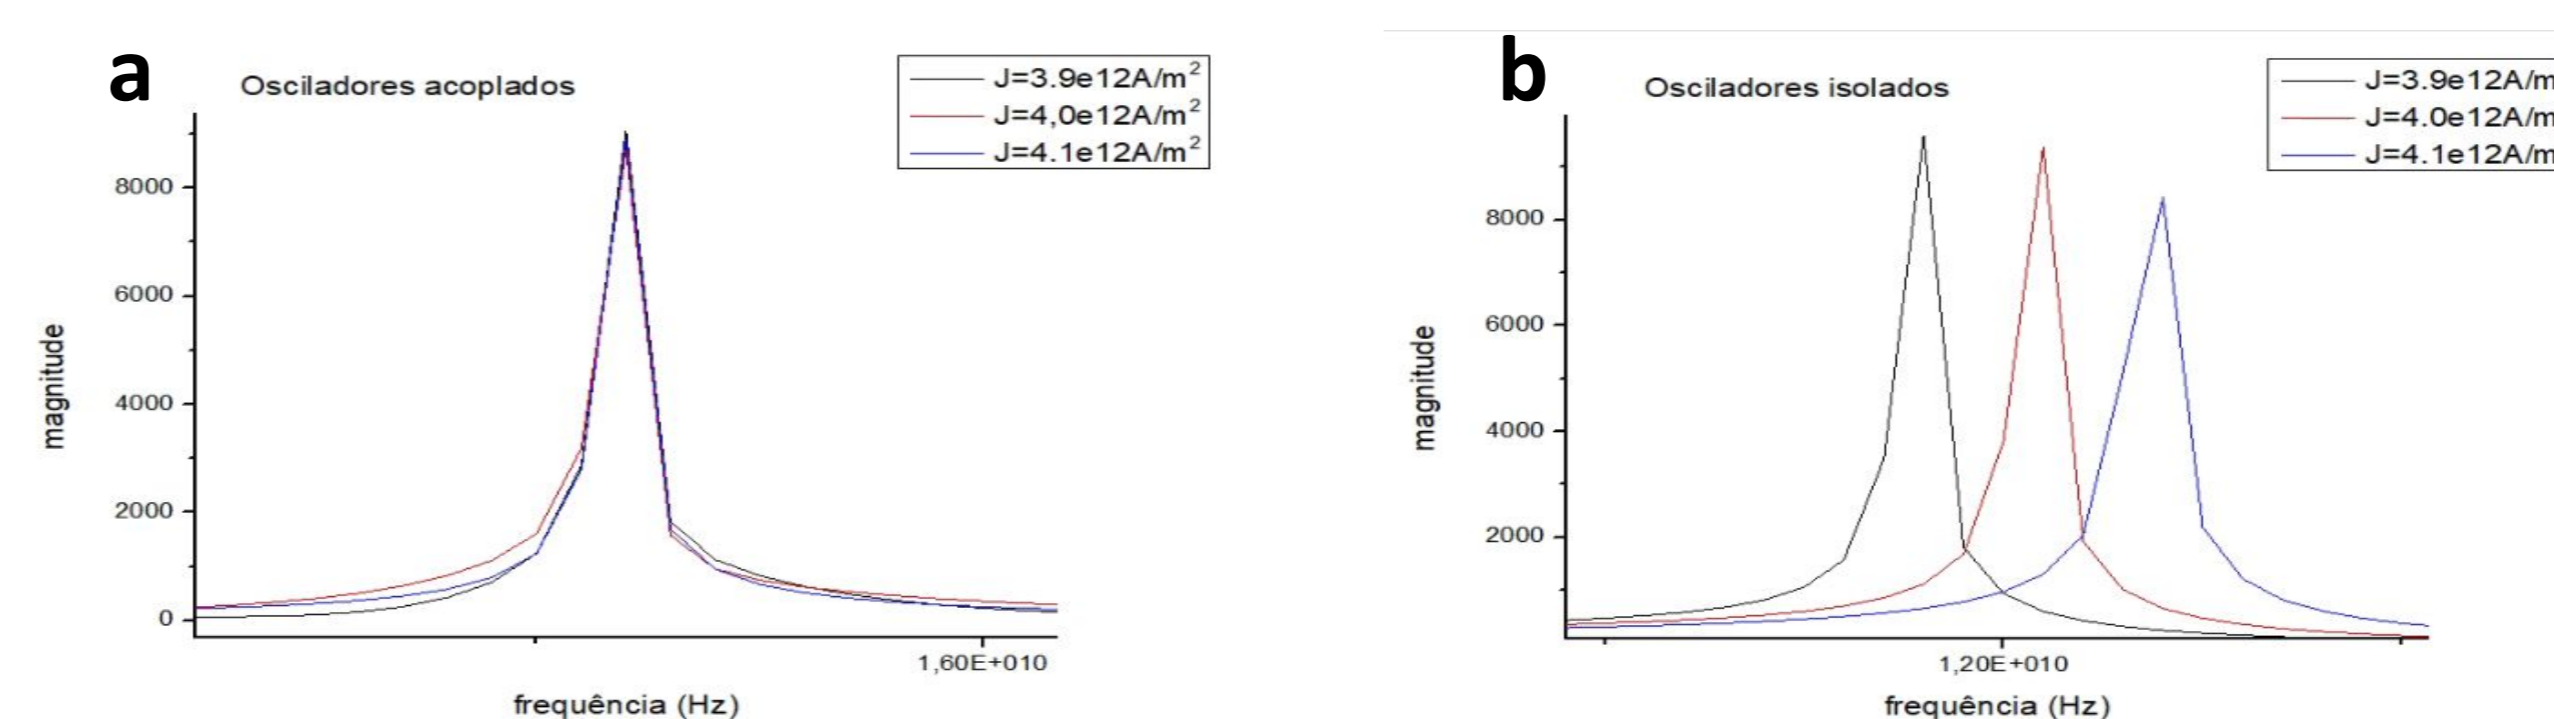 a
Osciladores acoplados
J=3.9e12A/m²
J=4,0e12A/m²
J=4.1e12A/m²
8000
6000
4000
2000
0
magnitude
1,60E+010
frequência (Hz)
b
Osciladores isolados
J=3.9e12A/m
J=4.0e12A/m
J=4.1e12A/m
8000
6000
4000
2000
magnitude
1,20E+010
frequência (Hz)